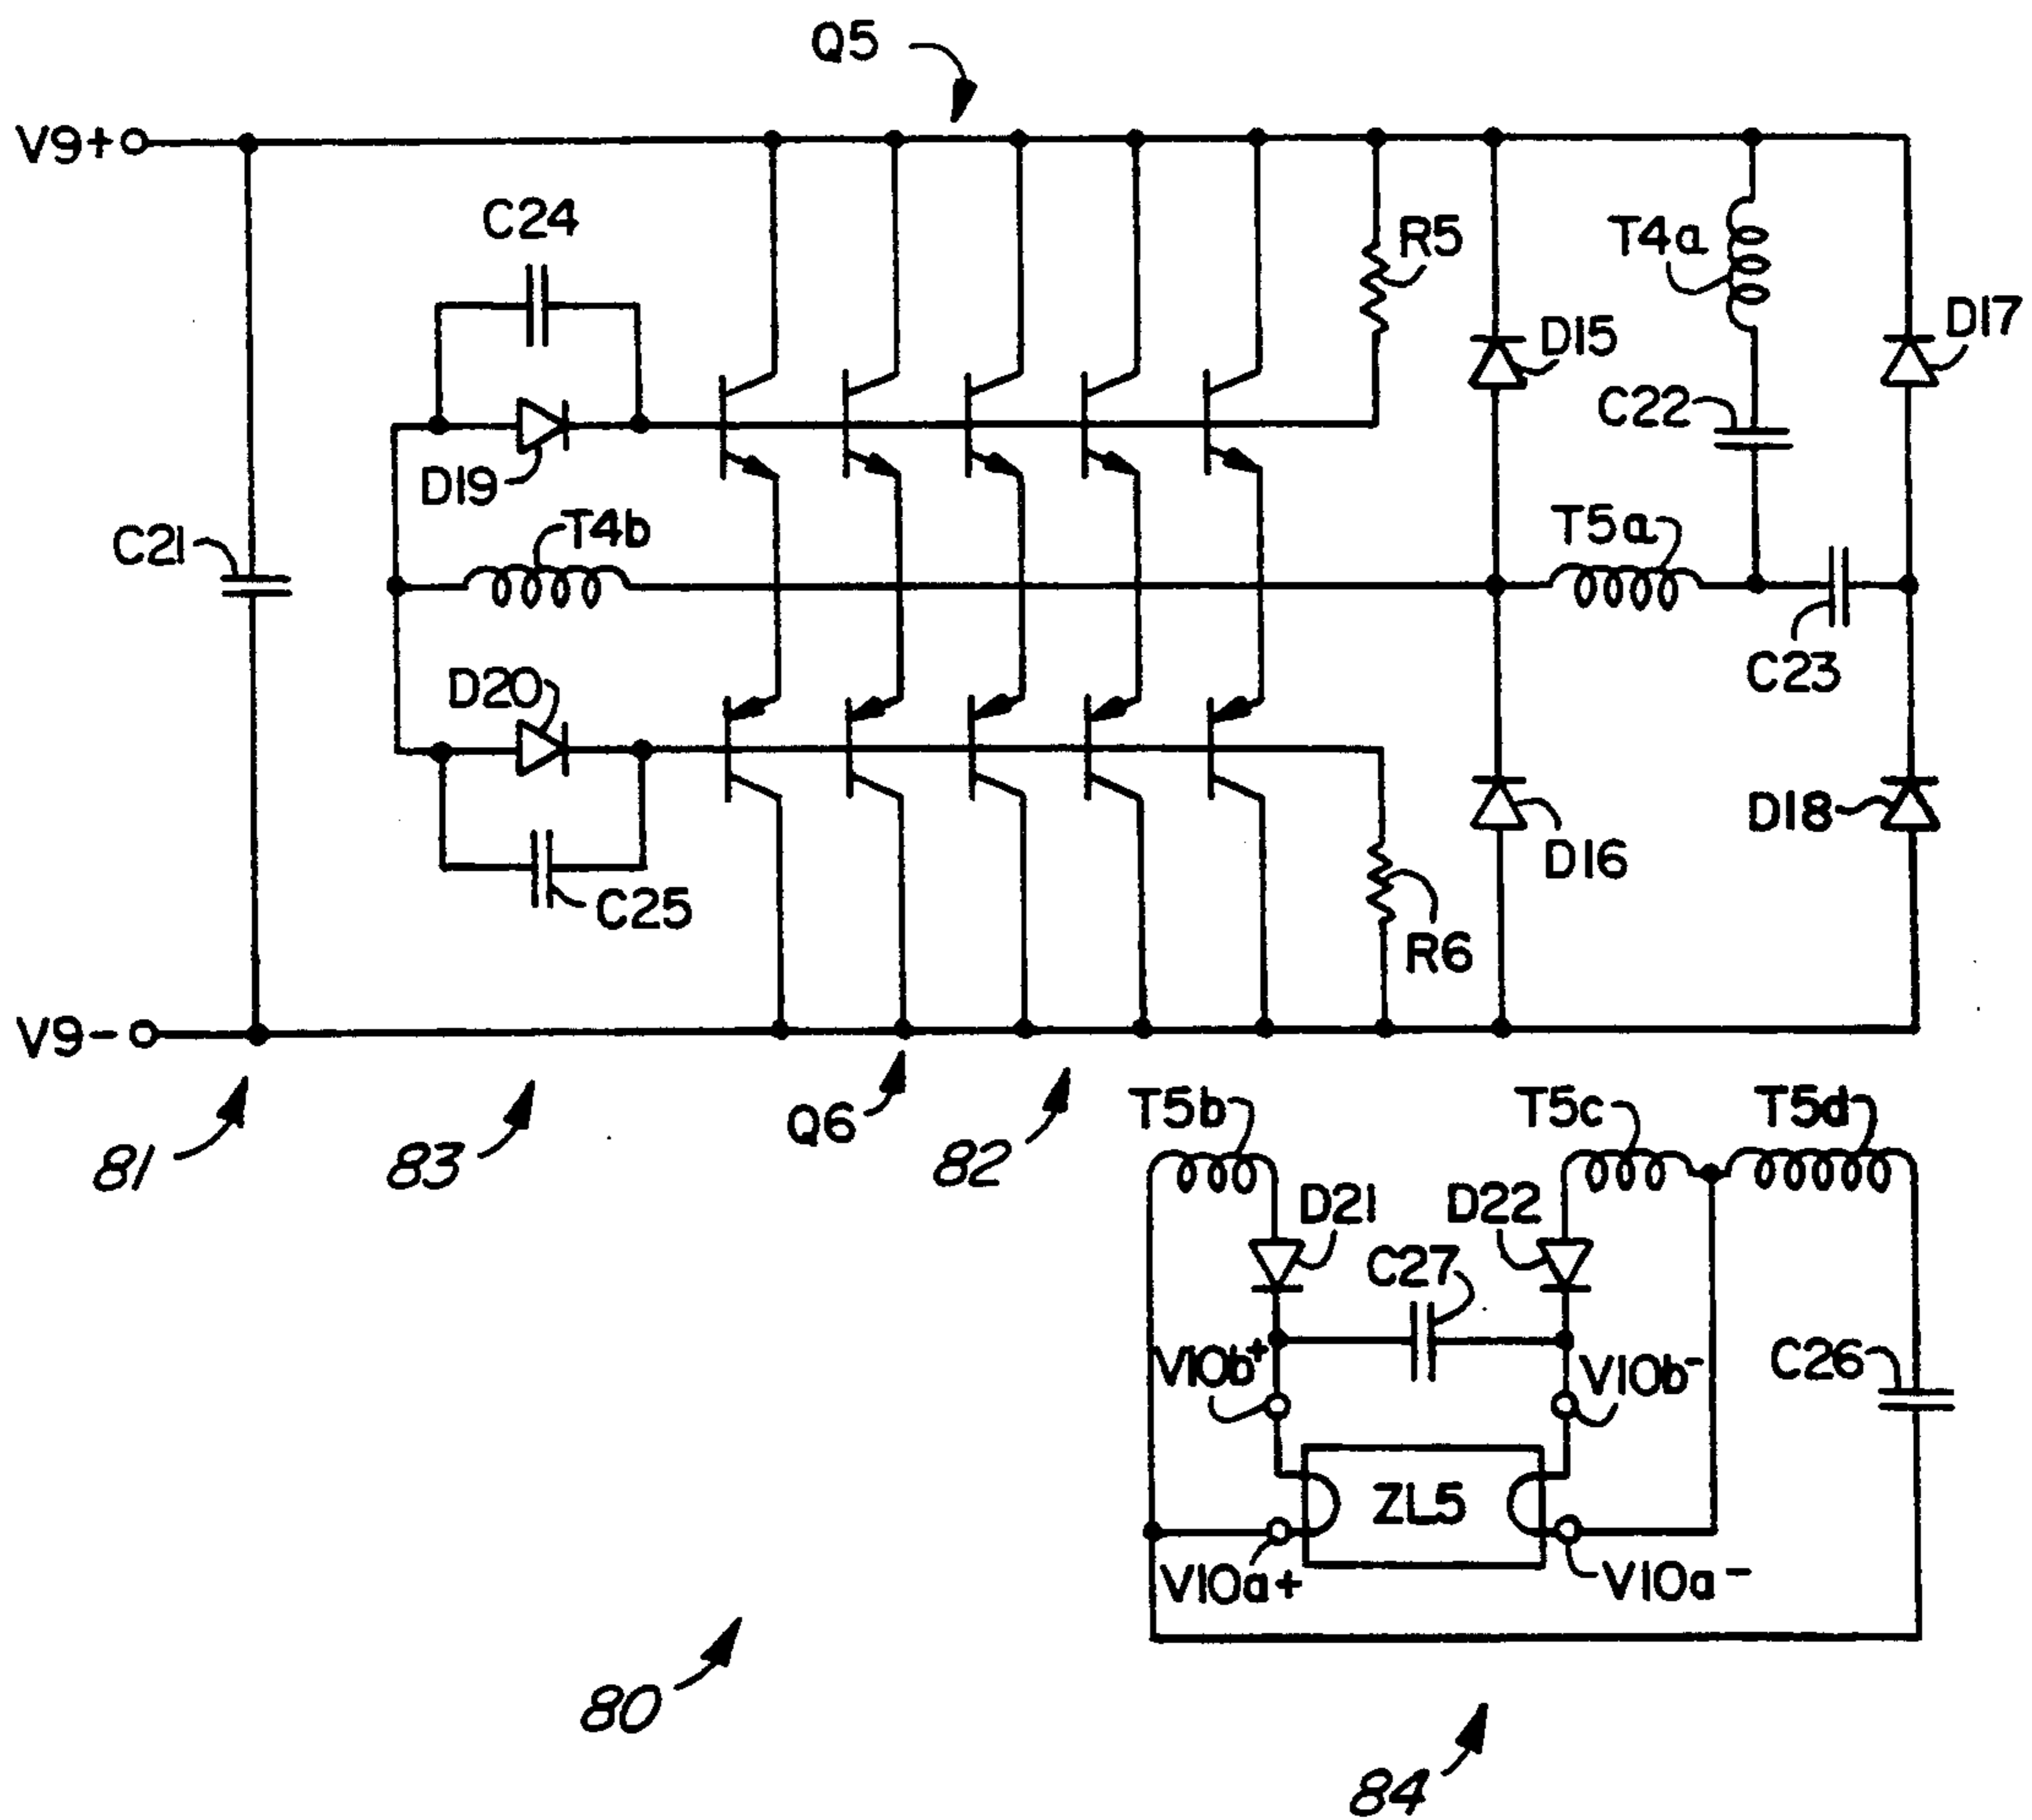 Q5
V9+
C24
R5
T4a
D15
D17
C22
D19
T4b
T5a
C21
D20
C23
D18
D16
C25
R6
V9-
T5b
T5c
T5d
81
83
Q6
82
D21
D22
C27
V10b+
V10b-
C26
ZL5
V10a+
V10a-
80
84